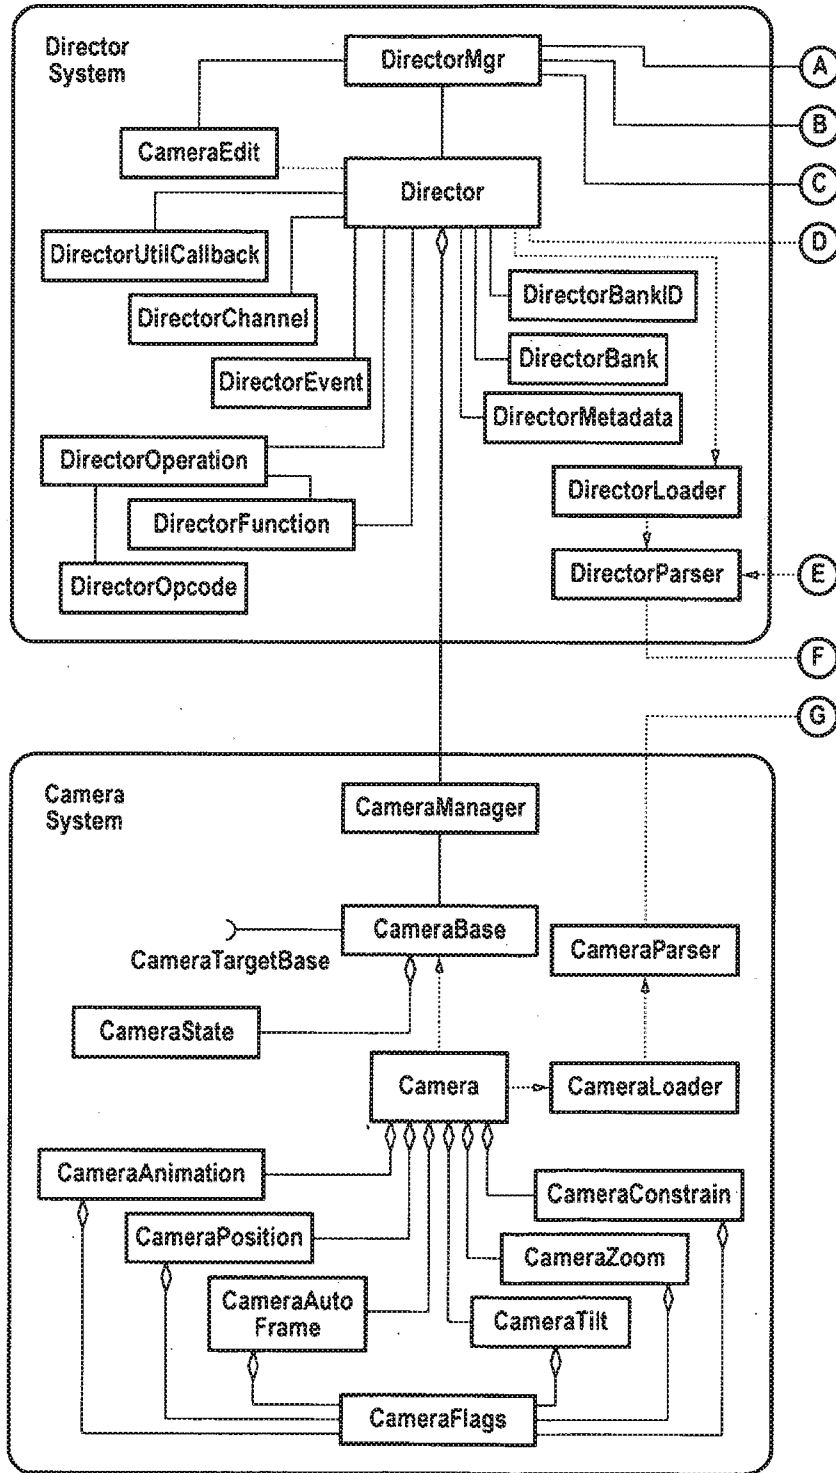 Director
System
DirectorMgr
A
B
CameraEdit
C
Director
D
DirectorUtilCallback
DirectorBankID
DirectorChannel
DirectorBank
DirectorEvent
DirectorMetadata
DirectorOperation
DirectorLoader
DirectorFunction
DirectorParser
E
DirectorOpcode
F
G
Camera
System
CameraManager
CameraBase
CameraTargetBase
CameraParser
CameraState
Camera
CameraLoader
CameraAnimation
CameraConstrain
CameraPosition
CameraZoom
CameraAuto
Frame
CameraTilt
CameraFlags